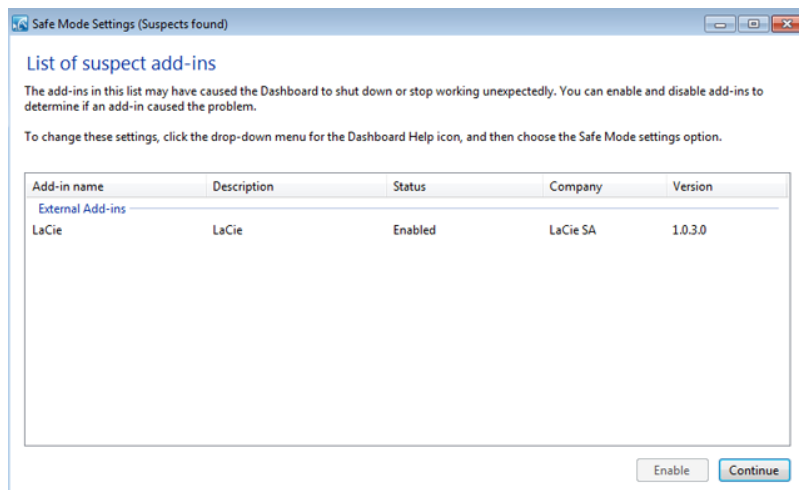 Safe Mode Settings (Suspects found)
List of suspect add-ins
The add-ins in this list may have caused the Dashboard to shut down or stop working unexpectedly. You can enable and disable add-ins to
determine if an add-in caused the problem.
To change these settings, click the drop-down menu for the Dashboard Help icon, and then choose the Safe Mode settings option.
Add-in name Description Status Company Version
External Add-ins
LaCie LaCie Enabled LaCie SA 1.0.3.0
Enable Continue